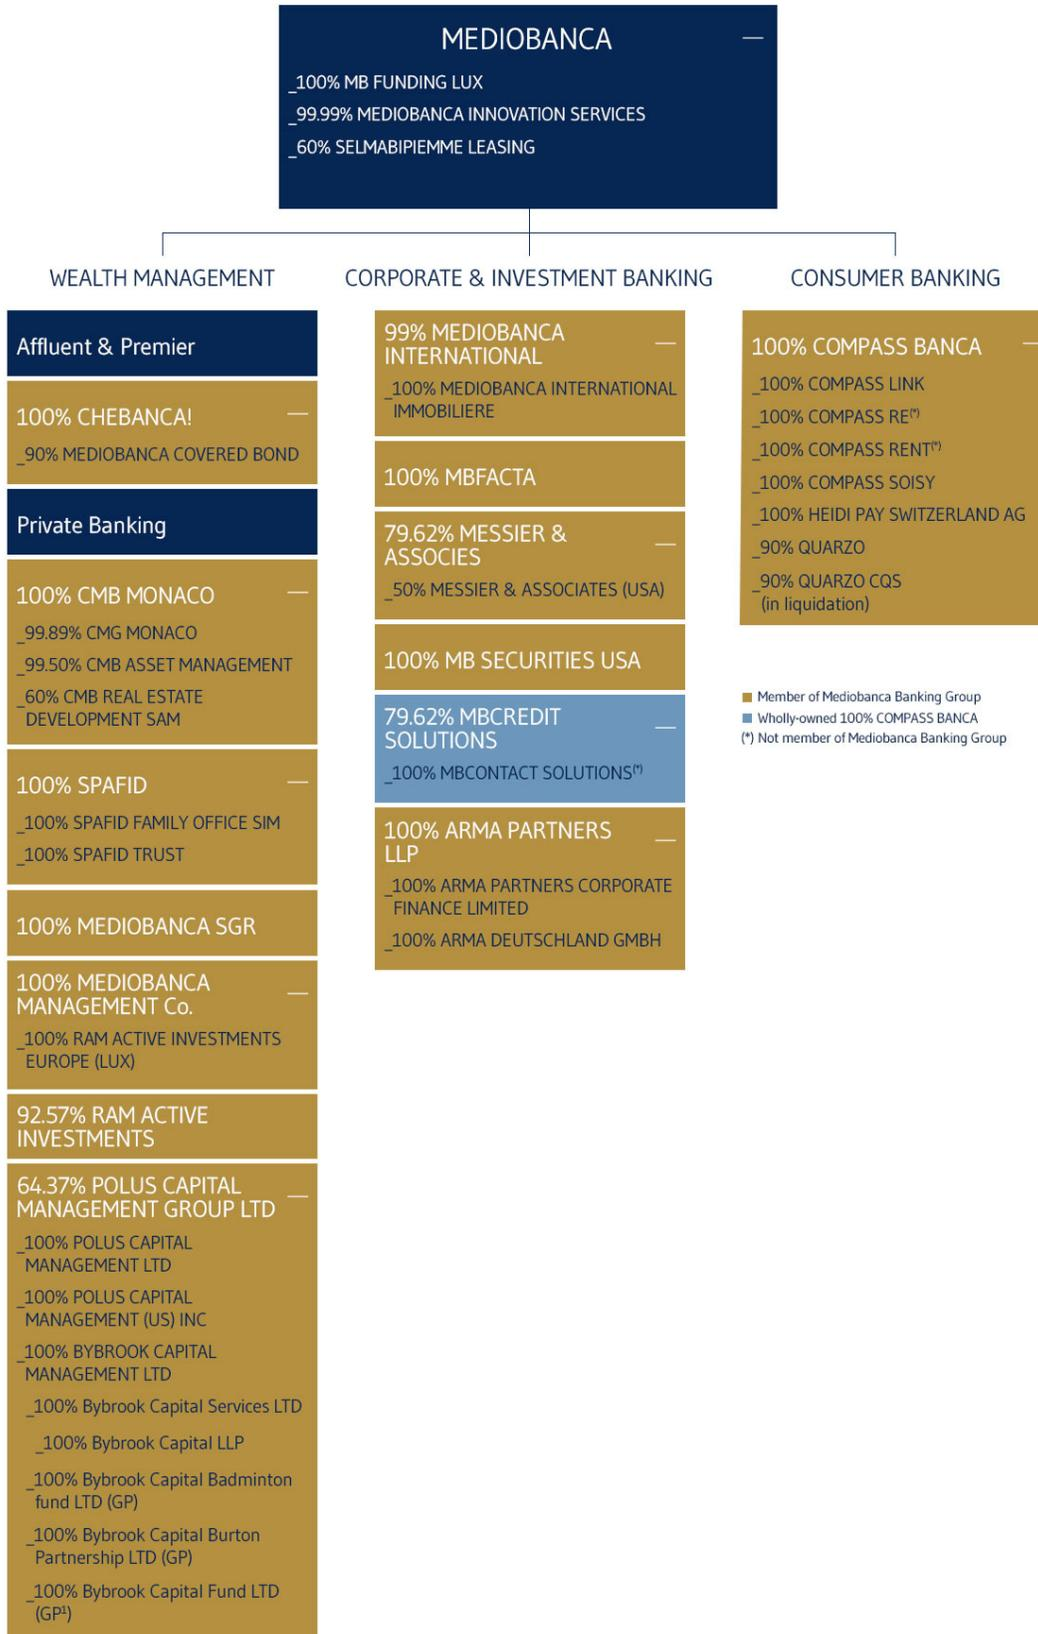 MEDIOBANCA
_100% MB FUNDING LUX
_99.99% MEDIOBANCA INNOVATION SERVICES
_60% SELMABIPIEMME LEASING
WEALTH MANAGEMENT
Affluent & Premier
100% CHEBANCA!
_90% MEDIOBANCA COVERED BOND
Private Banking
100% CMB MONACO
_99.89% CMG MONACO
_99.50% CMB ASSET MANAGEMENT
_60% CMB REAL ESTATE
DEVELOPMENT SAM
100% SPAFID
_100% SPAFID FAMILY OFFICE SIM
_100% SPAFID TRUST
100% MEDIOBANCA SGR
100% MEDIOBANCA
MANAGEMENT Co.
_100% RAM ACTIVE INVESTMENTS
EUROPE (LUX)
92.57% RAM ACTIVE
INVESTMENTS
64.37% POLUS CAPITAL
MANAGEMENT GROUP LTD
_100% POLUS CAPITAL
MANAGEMENT LTD
_100% POLUS CAPITAL
MANAGEMENT (US) INC
_100% BYBROOK CAPITAL
MANAGEMENT LTD
_100% Bybrook Capital Services LTD
_100% Bybrook Capital LLP
_100% Bybrook Capital Badminton
fund LTD (GP)
_100% Bybrook Capital Burton
Partnership LTD (GP)
_100% Bybrook Capital Fund LTD
(GP¹)
CORPORATE & INVESTMENT BANKING
99% MEDIOBANCA
INTERNATIONAL
_100% MEDIOBANCA INTERNATIONAL
IMMOBILIERE
100% MBFACTA
79.62% MESSIER &
ASSOCIES
_50% MESSIER & ASSOCIATES (USA)
100% MB SECURITIES USA
79.62% MBCREDIT
SOLUTIONS
_100% MBCONTACT SOLUTIONS(*)
100% ARMA PARTNERS
LLP
_100% ARMA PARTNERS CORPORATE
FINANCE LIMITED
_100% ARMA DEUTSCHLAND GMBH
CONSUMER BANKING
100% COMPASS BANCA
_100% COMPASS LINK
_100% COMPASS RE(*)
_100% COMPASS RENT(*)
_100% COMPASS SOISY
_100% HEIDI PAY SWITZERLAND AG
_90% QUARZO
_90% QUARZO CQS
(in liquidation)
Member of Mediobanca Banking Group
Wholly-owned 100% COMPASS BANCA
(*) Not member of Mediobanca Banking Group